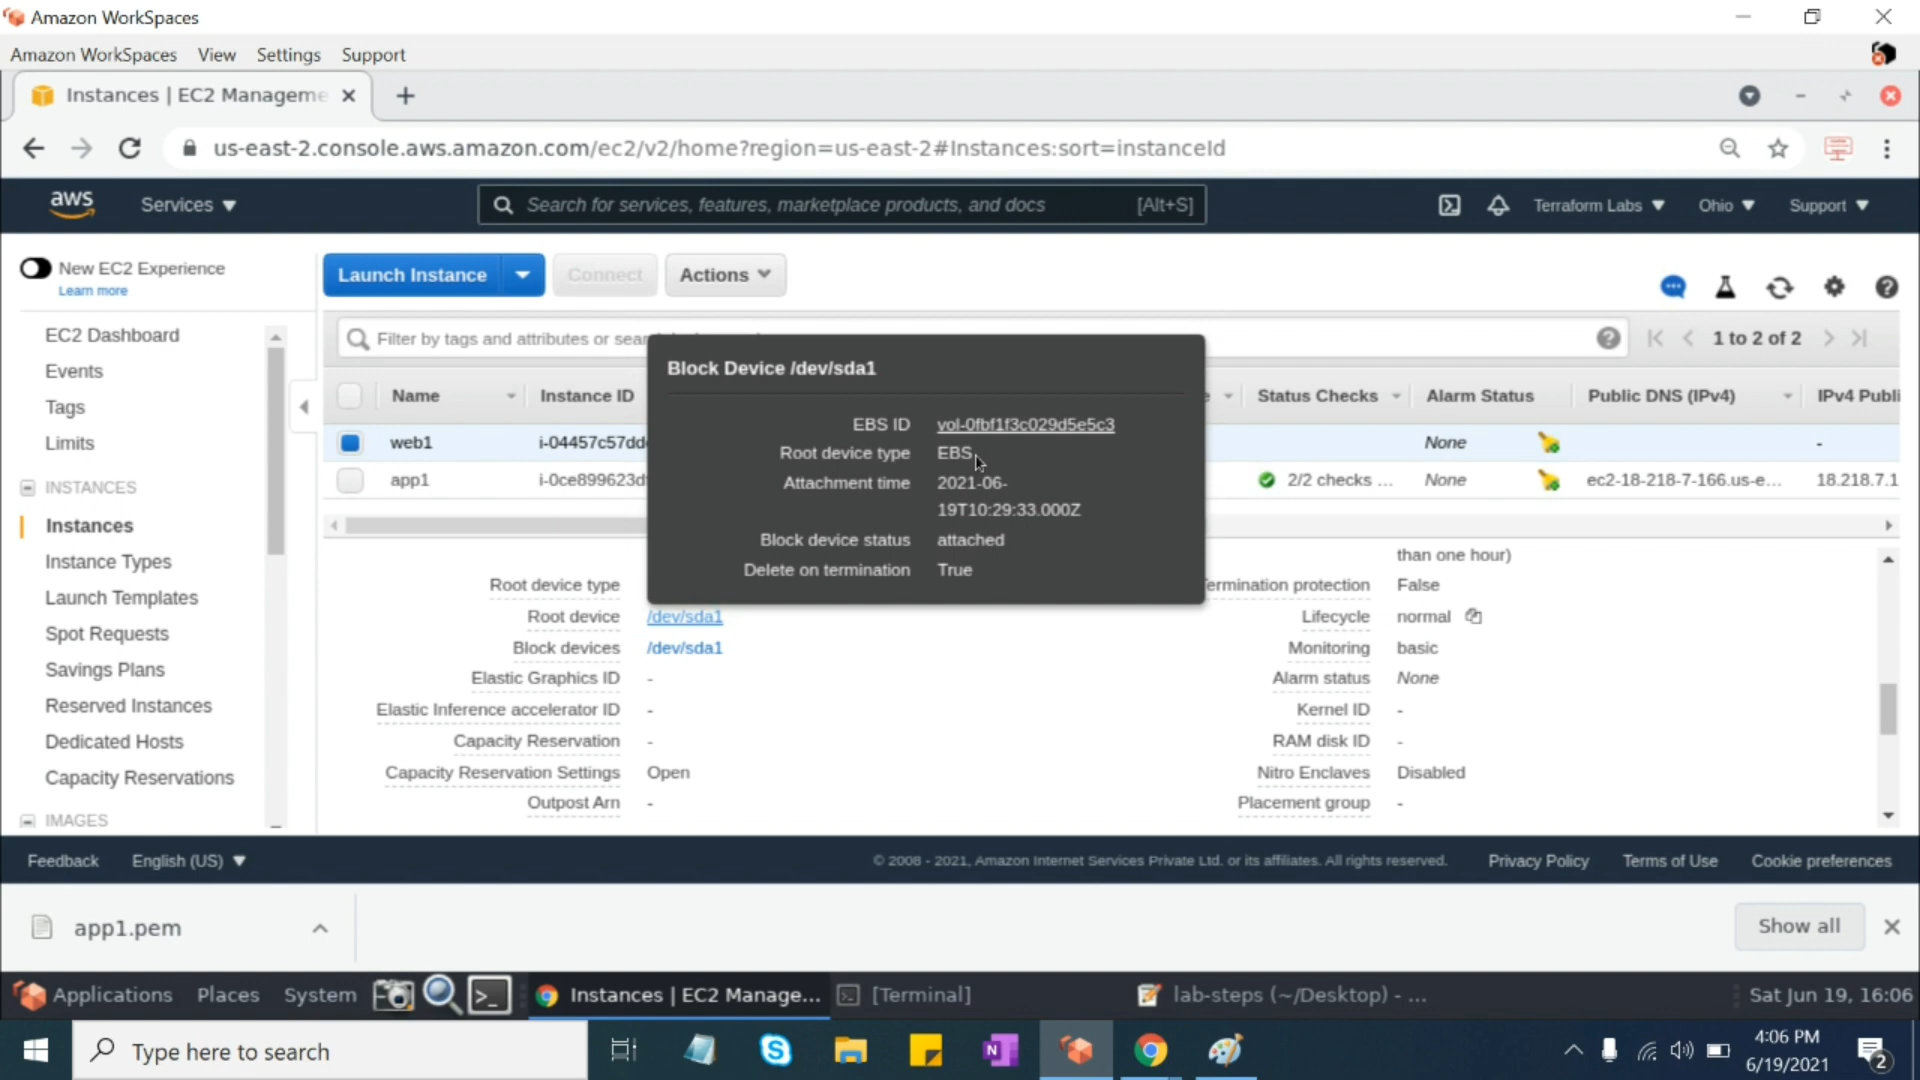 Amazon WorkSpaces
Amazon WorkSpaces View Settings Support
Instances | EC2 Manageme
us-east-2.console.aws.amazon.com/ec2/v2/home?region=us-east-2#Instances:sort=instanceId
aws Services Search for services, features, marketplace products, and docs [Alt+S] Terraform Labs Ohio Support
New EC2 Experience
Learn more
EC2 Dashboard
Events
Tags
Limits
INSTANCES
Instances
Instance Types
Launch Templates
Spot Requests
Savings Plans
Reserved Instances
Dedicated Hosts
Capacity Reservations
IMAGES
Launch Instance Connect Actions
Filter by tags and attributes or sear 1 to 2 of 2
Name Instance ID Status Checks Alarm Status Public DNS (IPv4) IPv4 Publi
web1 i-04457c57dd None -
app1 i-0ce899623d 2/2 checks ... None ec2-18-218-7-166.us-e... 18.218.7.1
Block Device /dev/sda1
EBS ID vol-0fbf1f3c029d5e5c3
Root device type EBS
Attachment time 2021-06-
19T10:29:33.000Z
Block device status attached
Delete on termination True
than one hour)
Root device type ermination protection False
Root device /dev/sda1 Lifecycle normal
Block devices /dev/sda1 Monitoring basic
Elastic Graphics ID - Alarm status None
Elastic Inference accelerator ID - Kernel ID -
Capacity Reservation - RAM disk ID -
Capacity Reservation Settings Open Nitro Enclaves Disabled
Outpost Arn - Placement group -
Feedback English (US) © 2008 - 2021, Amazon Internet Services Private Ltd. or its affiliates. All rights reserved. Privacy Policy Terms of Use Cookie preferences
app1.pem Show all
Applications Places System Instances | EC2 Manage... [Terminal] lab-steps (~/Desktop) - ... Sat Jun 19, 16:06
Type here to search 4:06 PM
6/19/2021 2